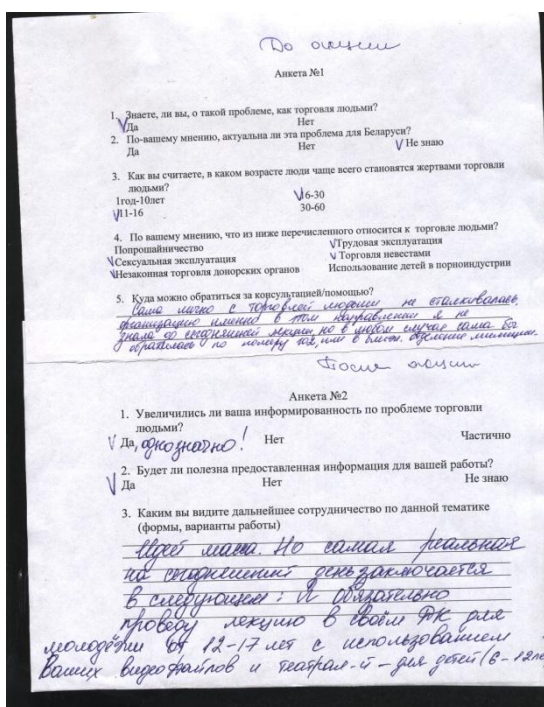 До акции
Анкета №1
1. Знаете, ли вы, о такой проблеме, как торговля людьми?
Да Нет
2. По-вашему мнению, актуальна ли эта проблема для Беларуси?
Да Нет Не знаю
3. Как вы считаете, в каком возрасте люди чаще всего становятся жертвами торговли
людьми?
1год-10лет 16-30
11-16 30-60
4. По вашему мнению, что из ниже перечисленного относится к торговле людьми?
Попрошайничество Трудовая эксплуатация
Сексуальная эксплуатация Торговля невестами
Незаконная торговля донорских органов Использование детей в порноиндустрии
5. Куда можно обратиться за консультацией/помощью?
Сама лично с торговлей людьми не сталкивалась,
организацию именно в том направлении я не
знала до сегодняшней лекции, но в любом случае сама бы
обратилась по номеру 102, или в ближ. отделение милиции.
После акции
Анкета №2
1. Увеличились ли ваша информированность по проблеме торговли
людьми?
Да, однозначно! Нет Частично
2. Будет ли полезна предоставленная информация для вашей работы?
Да Нет Не знаю
3. Каким вы видите дальнейшее сотрудничество по данной тематике
(формы, варианты работы)
Идей масса. Но самая реальная
на сегодняшний день заключается
в следующем: Я обязательно
проведу лекцию в своём ДК для
молодёжи от 12-17 лет с использованием
Ваших видеофайлов и театрал-й - для детей (6-12ле